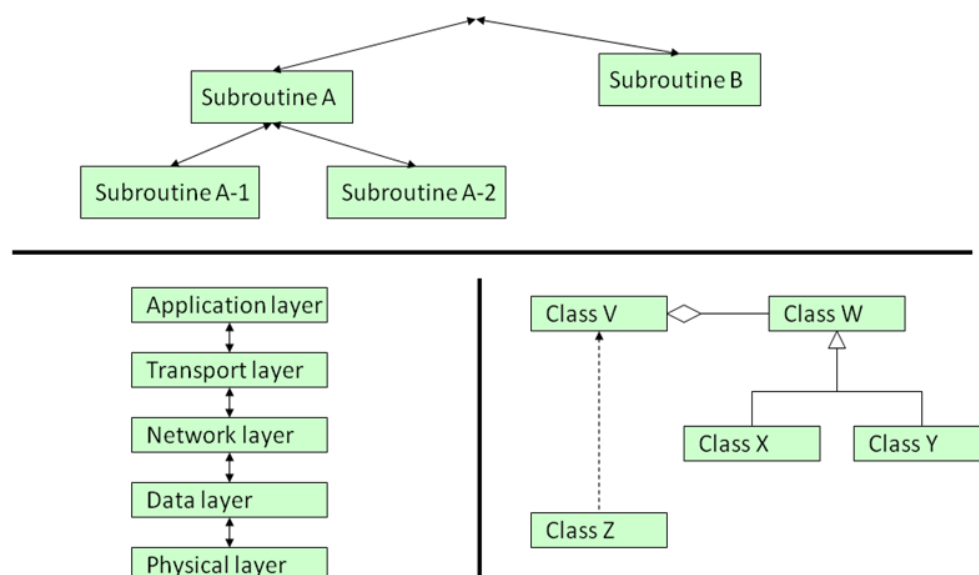 Subroutine A
Subroutine B
Subroutine A-1
Subroutine A-2
Application layer
Transport layer
Network layer
Data layer
Physical layer
Class V
Class W
Class X
Class Y
Class Z